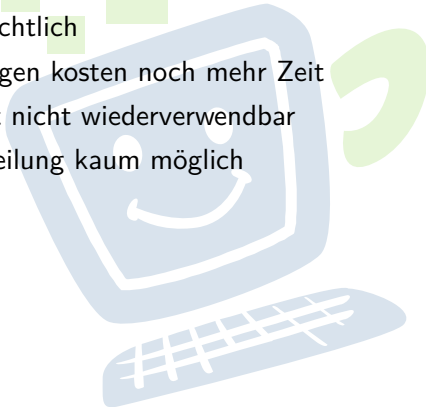 chtlich
gen kosten noch mehr Zeit
t nicht wiederverwendbar
eilung kaum möglich